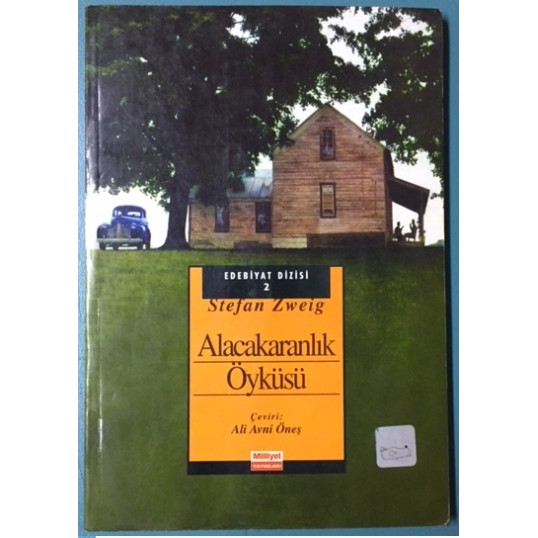 EDEBİYAT DİZİSİ
2
Stefan Zweig
Alacakaranlık
Öyküsü
Çeviri:
Ali Avni Öneş
Milliyet
YAYINLARI